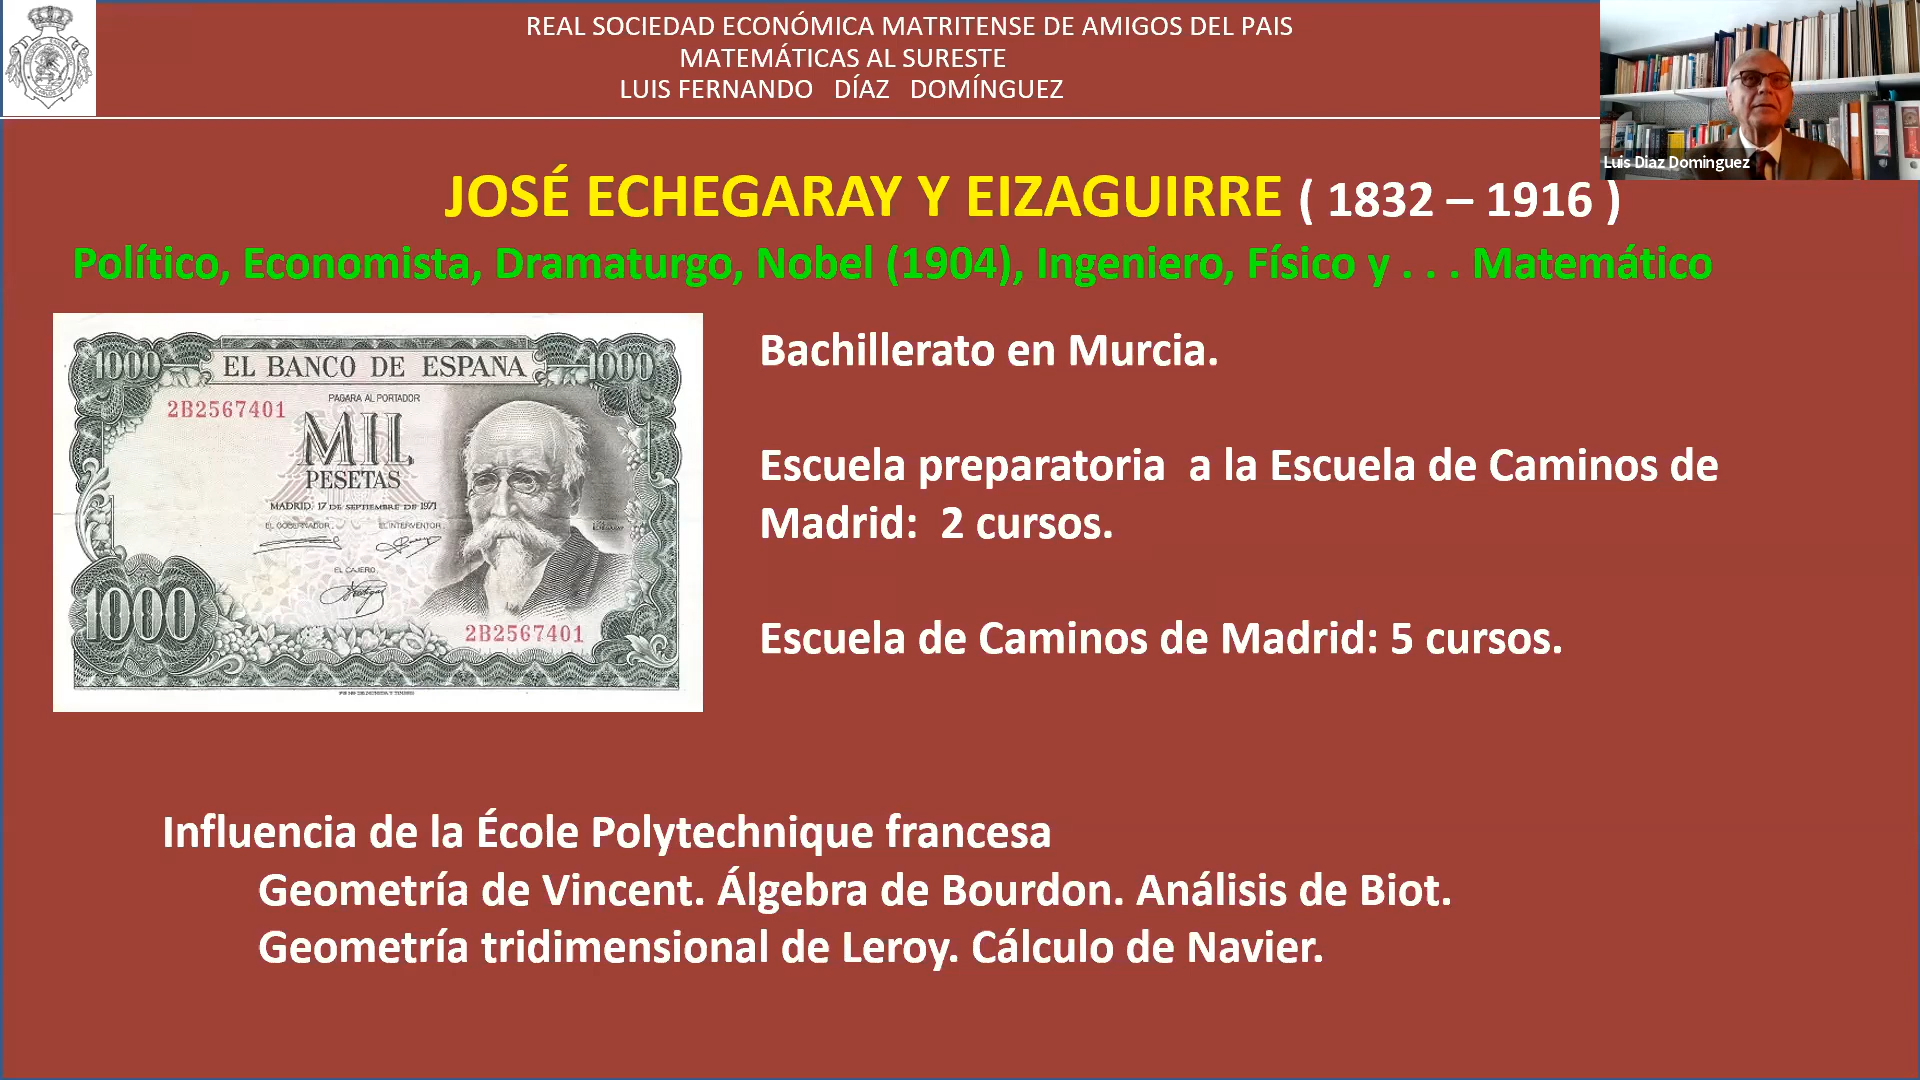 REAL SOCIEDAD ECONÓMICA MATRITENSE DE AMIGOS DEL PAIS
MATEMÁTICAS AL SURESTE
LUIS FERNANDO DÍAZ DOMÍNGUEZ
Luis Diaz Dominguez
JOSÉ ECHEGARAY Y EIZAGUIRRE ( 1832 – 1916 )
Político, Economista, Dramaturgo, Nobel (1904), Ingeniero, Físico y . . . Matemático
1000 EL BANCO DE ESPAÑA 1000
PAGARA AL PORTADOR
2B2567401
MIL
PESETAS
MADRID, 17 DE SEPTIEMBRE DE 1971
EL GOBERNADOR, EL INTERVENTOR,
EL CAJERO,
1000
2B2567401
Bachillerato en Murcia.
Escuela preparatoria a la Escuela de Caminos de
Madrid: 2 cursos.
Escuela de Caminos de Madrid: 5 cursos.
Influencia de la École Polytechnique francesa
Geometría de Vincent. Álgebra de Bourdon. Análisis de Biot.
Geometría tridimensional de Leroy. Cálculo de Navier.